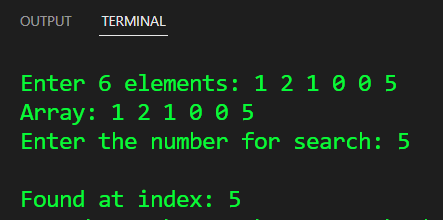 OUTPUT TERMINAL
Enter 6 elements: 1 2 1 0 0 5
Array: 1 2 1 0 0 5
Enter the number for search: 5
Found at index: 5